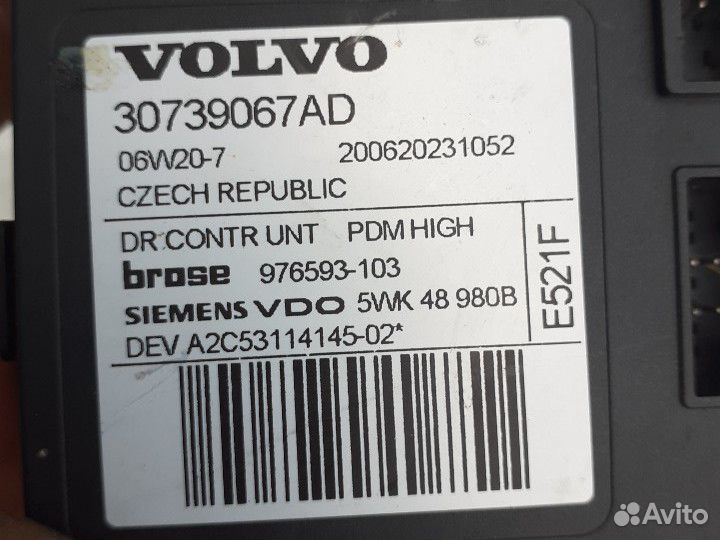 VOLVO
30739067AD
06W20-7 200620231052
CZECH REPUBLIC
DR CONTR UNT PDM HIGH
brose 976593-103
SIEMENS VDO 5WK 48 980B
DEV A2C53114145-02*
E521F
Avito